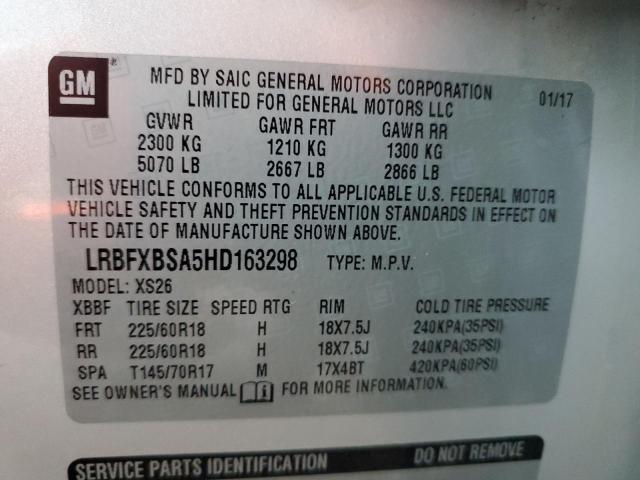 GM
MFD BY SAIC GENERAL MOTORS CORPORATION
LIMITED FOR GENERAL MOTORS LLC 01/17
GVWR GAWR FRT GAWR RR
2300 KG 1210 KG 1300 KG
5070 LB 2667 LB 2866 LB
THIS VEHICLE CONFORMS TO ALL APPLICABLE U.S. FEDERAL MOTOR
VEHICLE SAFETY AND THEFT PREVENTION STANDARDS IN EFFECT ON
THE DATE OF MANUFACTURE SHOWN ABOVE.
LRBFXBSA5HD163298 TYPE: M.P.V.
MODEL: XS26
XBBF TIRE SIZE SPEED RTG RIM COLD TIRE PRESSURE
FRT 225/60R18 H 18X7.5J 240KPA(35PSI)
RR 225/60R18 H 18X7.5J 240KPA(35PSI)
SPA T145/70R17 M 17X4BT 420KPA(60PSI)
SEE OWNER'S MANUAL FOR MORE INFORMATION.
SERVICE PARTS IDENTIFICATION DO NOT REMOVE